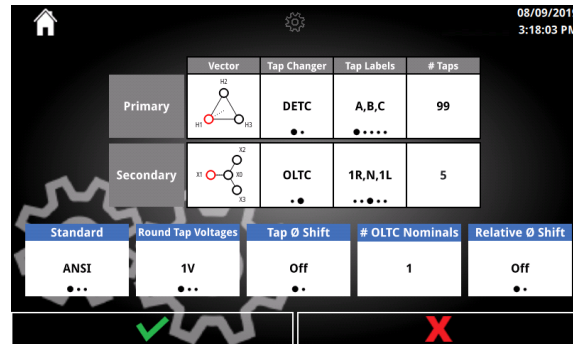 08/09/2019
3:18:03 PM
Vector Tap Changer Tap Labels # Taps
Primary H2 H1 H3 DETC A,B,C 99
Secondary X2 X1 X0 X3 OLTC 1R,N,1L 5
Standard Round Tap Voltages Tap Ø Shift # OLTC Nominals Relative Ø Shift
ANSI 1V Off 1 Off